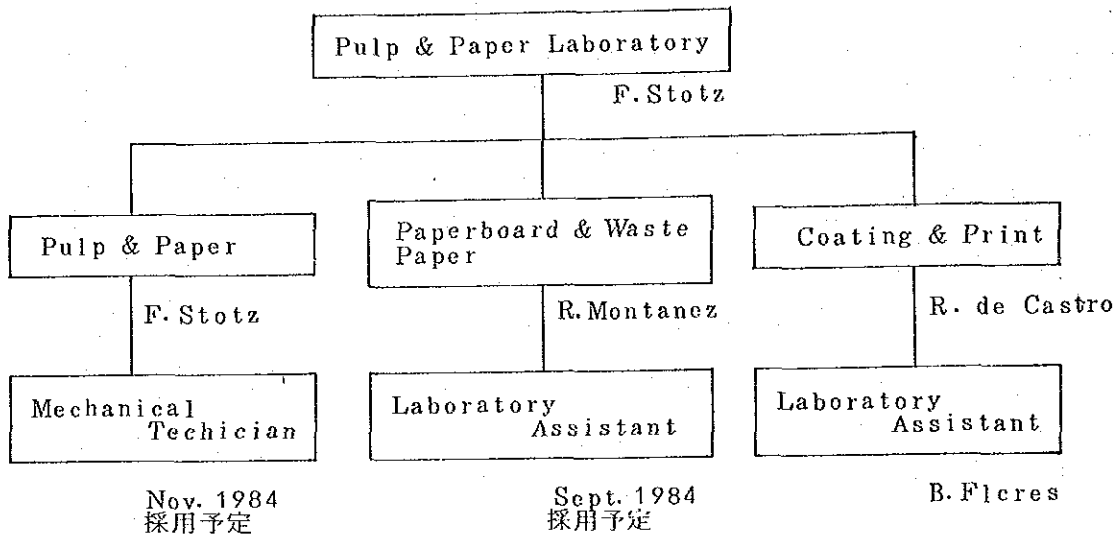 Pulp & Paper Laboratory
F. Stotz
Pulp & Paper
F. Stotz
Paperboard & Waste
Paper
R. Montanez
Coating & Print
R. de Castro
Mechanical
Techician
Nov. 1984
採用予定
Laboratory
Assistant
Sept. 1984
採用予定
Laboratory
Assistant
B. Flcres